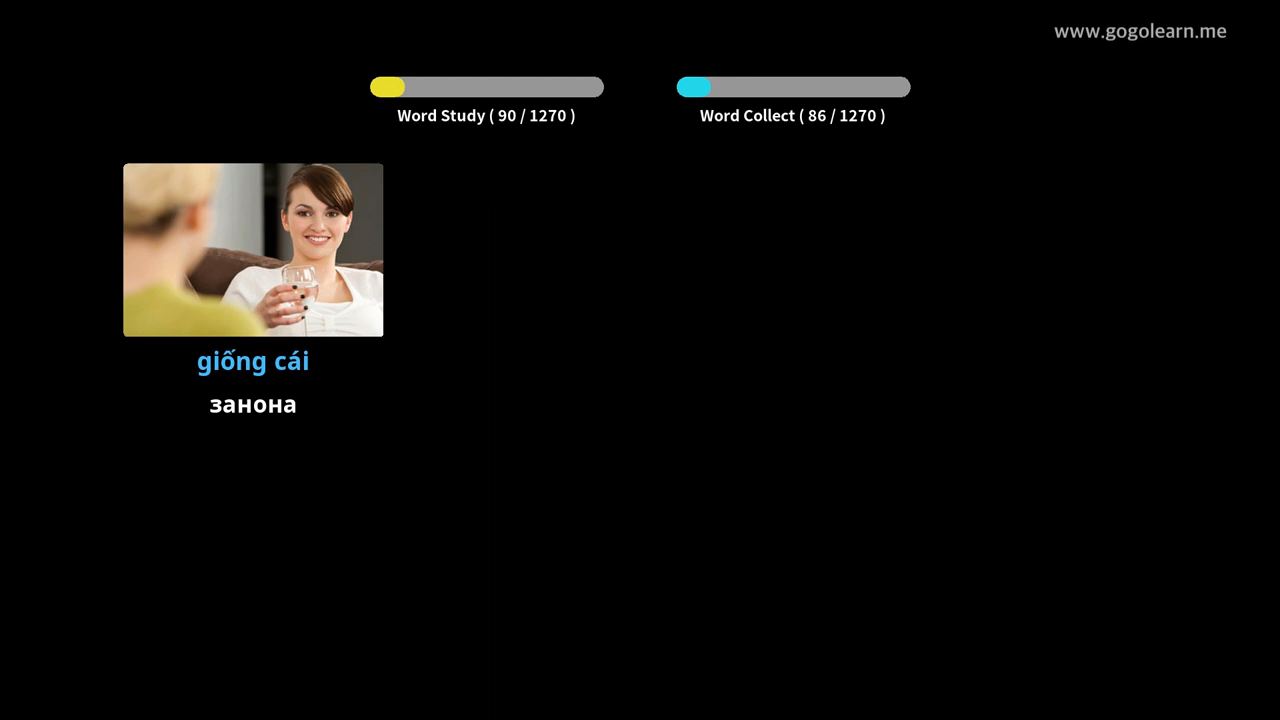 www.gogolearn.me
Word Study ( 90 / 1270 )
Word Collect ( 86 / 1270 )
giống cái
занона